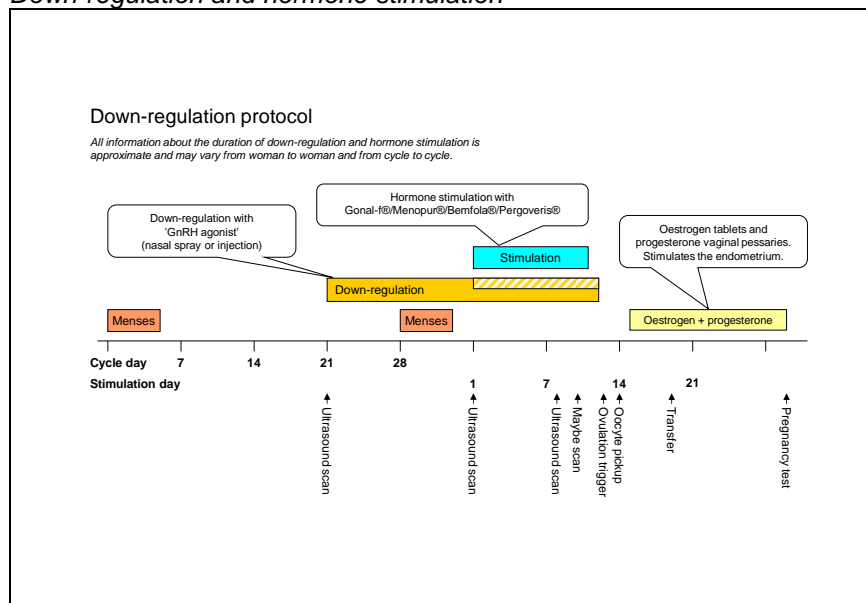 Down-regulation and hormone stimulation
Down-regulation protocol
All information about the duration of down-regulation and hormone stimulation is
approximate and may vary from woman to woman and from cycle to cycle.
Hormone stimulation with
Gonal-f®/Menopur®/Bemfola®/Pergoveris®
Down-regulation with
'GnRH agonist'
(nasal spray or injection)
Oestrogen tablets and
progesterone vaginal pessaries.
Stimulates the endometrium.
Stimulation
Down-regulation
Menses
Menses
Oestrogen + progesterone
Cycle day 7 14 21 28
Stimulation day 1 7 14 21
Ultrasound scan
Ultrasound scan
Ultrasound scan
Maybe scan
Ovulation trigger
Oocyte pickup
Transfer
Pregnancy test